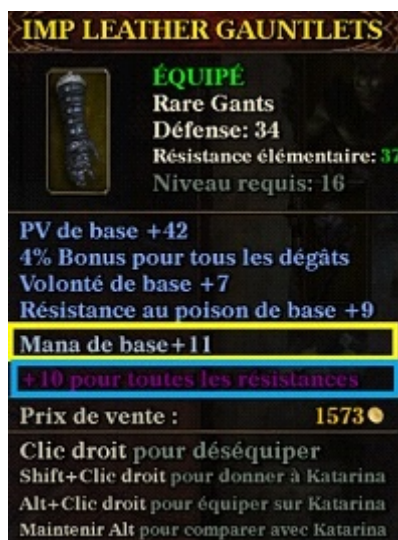 IMP LEATHER GAUNTLETS
ÉQUIPÉ
Rare Gants
Défense: 34
Résistance élémentaire: 37
Niveau requis: 16
PV de base +42
4% Bonus pour tous les dégâts
Volonté de base +7
Résistance au poison de base +9
Mana de base+11
+10 pour toutes les résistances
Prix de vente : 1573
Clic droit pour déséquiper
Shift+Clic droit pour donner à Katarina
Alt+Clic droit pour équiper sur Katarina
Maintenir Alt pour comparer avec Katarina